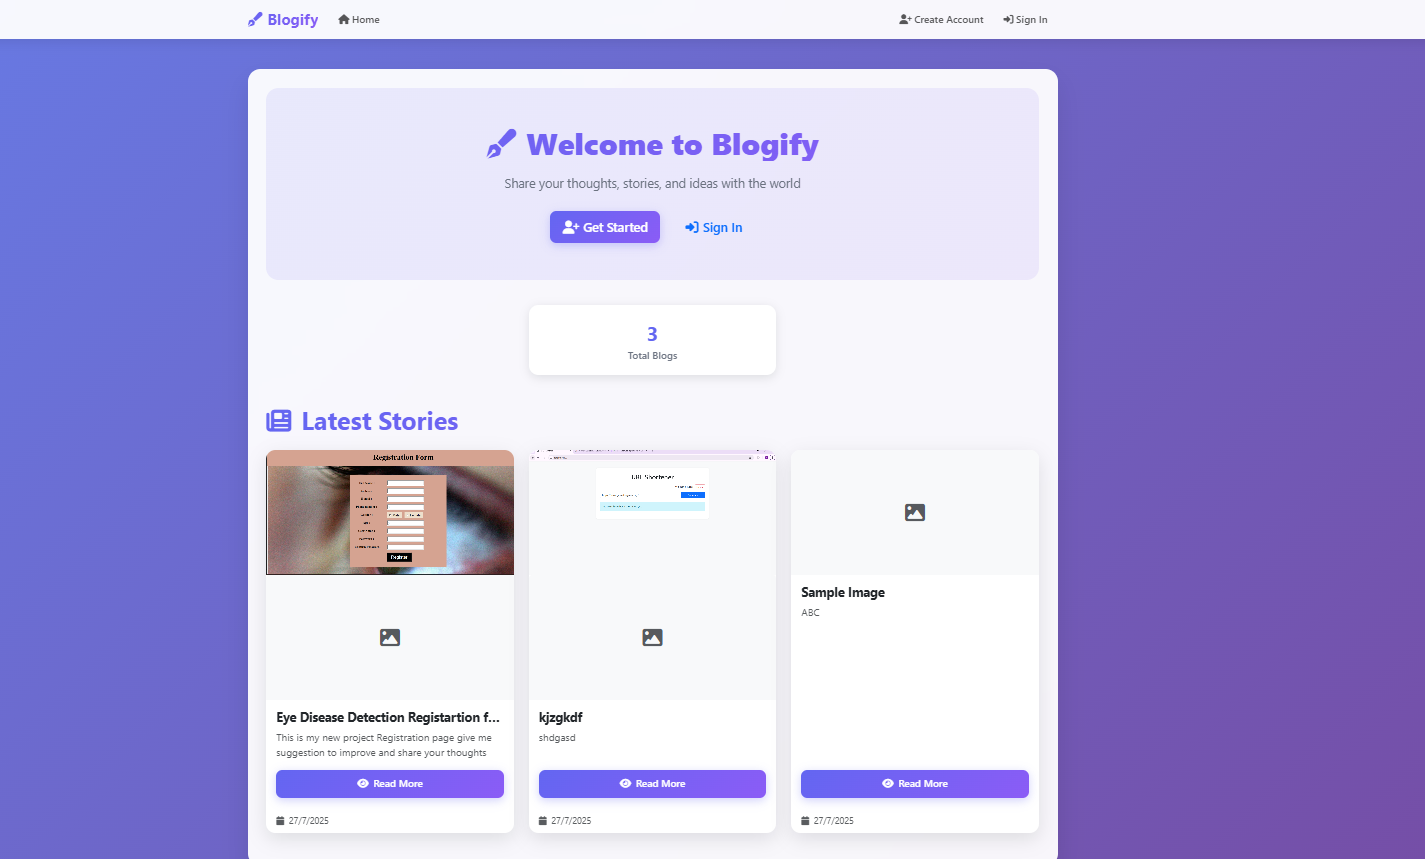 Blogify
Home
Create Account
Sign In
Welcome to Blogify
Share your thoughts, stories, and ideas with the world
Get Started
Sign In
3
Total Blogs
Latest Stories
Registration Form
Register
URL Shortener
Eye Disease Detection Registartion f...
This is my new project Registration page give me
suggestion to improve and share your thoughts
Read More
27/7/2025
kjzgkdf
shdgasd
Read More
27/7/2025
Sample Image
ABC
Read More
27/7/2025